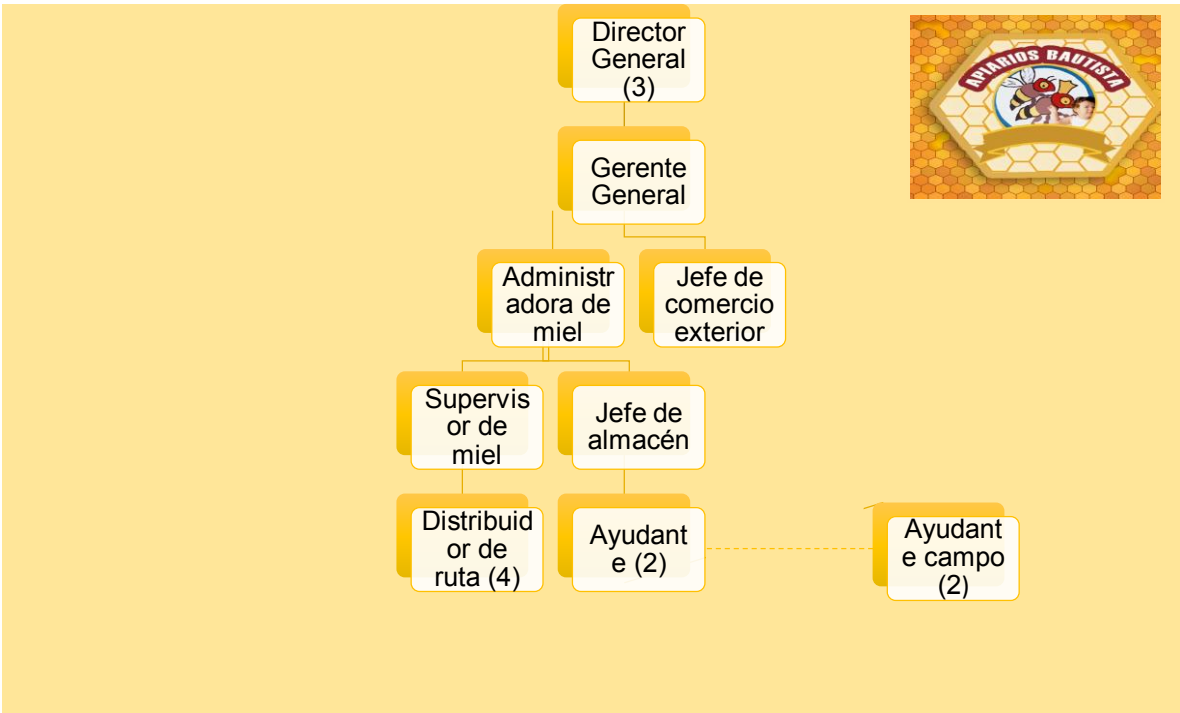 Director
General
(3)
APIARIOS BAUTISTA
Gerente
General
Administr
adora de
miel
Jefe de
comercio
exterior
Supervis
or de
miel
Jefe de
almacén
Distribuid
or de
ruta (4)
Ayudant
e (2)
Ayudant
e campo
(2)